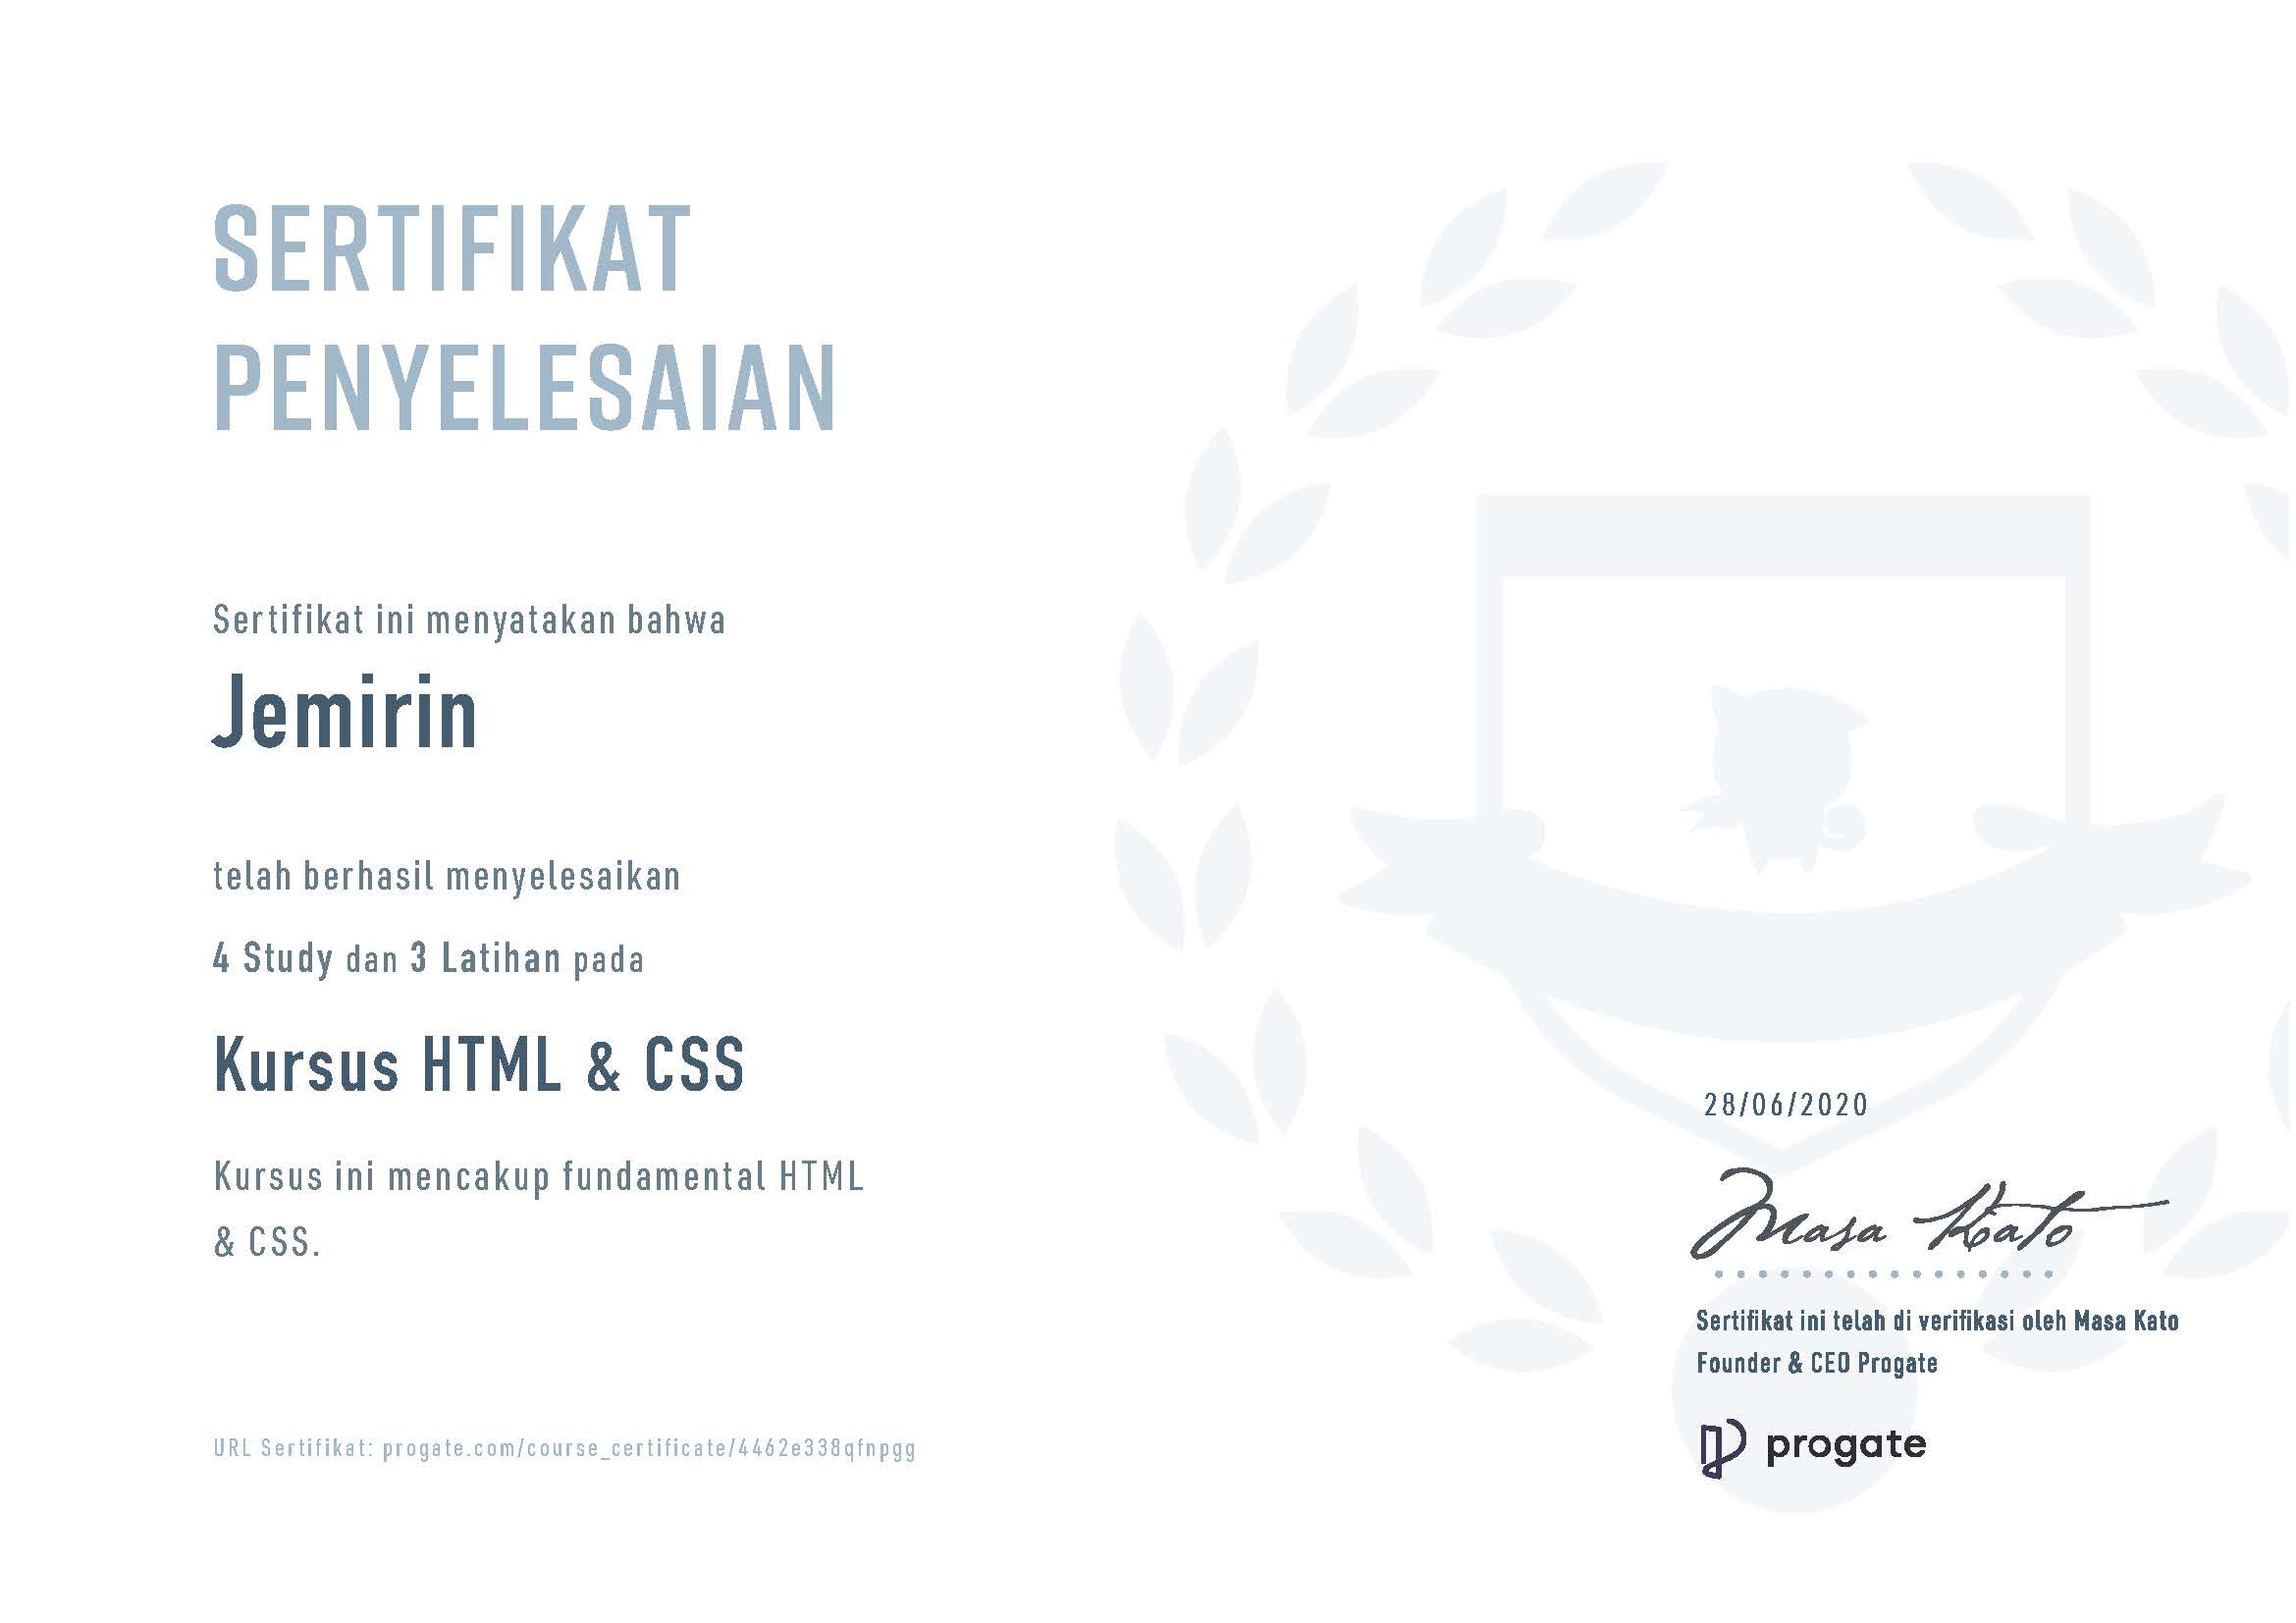 SERTIFIKAT
PENYELESAIAN
Sertifikat ini menyatakan bahwa
Jemirin
telah berhasil menyelesaikan
4 Study dan 3 Latihan pada
Kursus HTML & CSS
Kursus ini mencakup fundamental HTML
& CSS.
URL Sertifikat: progate.com/course_certificate/4462e338qfnpgg
28/06/2020
Masa Kato
Sertifikat ini telah di verifikasi oleh Masa Kato
Founder & CEO Progate
progate